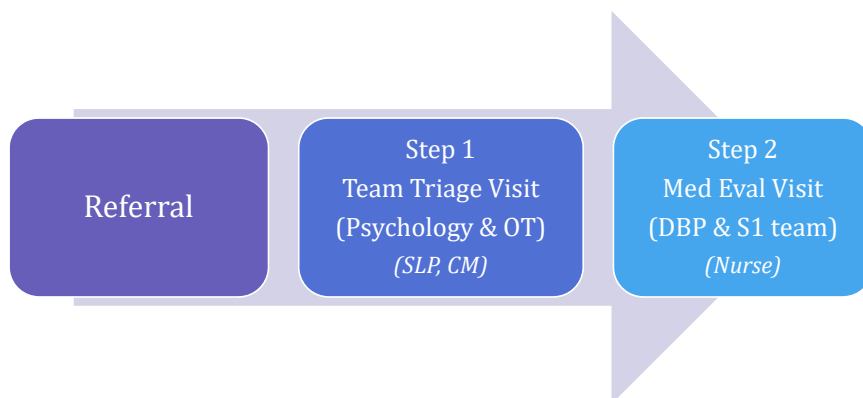 Referral
Step 1
Team Triage Visit
(Psychology & OT)
(SLP, CM)
Step 2
Med Eval Visit
(DBP & S1 team)
(Nurse)